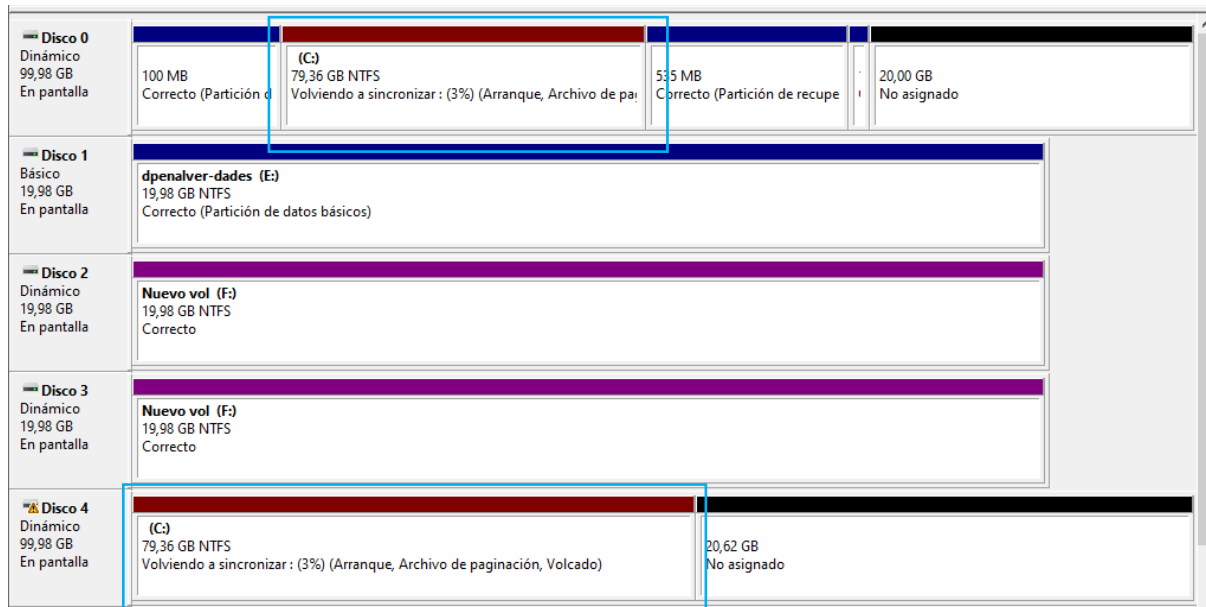 Disco 0
Dinámico
99,98 GB
En pantalla
100 MB
Correcto (Partición d
(C:)
79,36 GB NTFS
Volviendo a sincronizar : (3%) (Arranque, Archivo de pa
535 MB
Correcto (Partición de recupe
20,00 GB
No asignado
Disco 1
Básico
19,98 GB
En pantalla
dpenalver-dades (E:)
19,98 GB NTFS
Correcto (Partición de datos básicos)
Disco 2
Dinámico
19,98 GB
En pantalla
Nuevo vol (F:)
19,98 GB NTFS
Correcto
Disco 3
Dinámico
19,98 GB
En pantalla
Nuevo vol (F:)
19,98 GB NTFS
Correcto
Disco 4
Dinámico
99,98 GB
En pantalla
(C:)
79,36 GB NTFS
Volviendo a sincronizar : (3%) (Arranque, Archivo de paginación, Volcado)
20,62 GB
No asignado